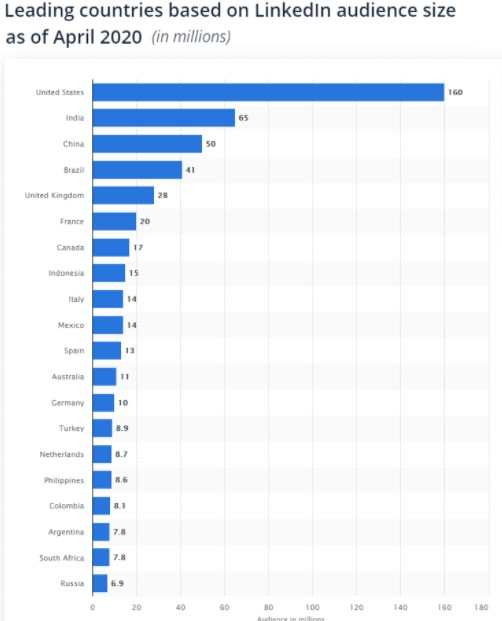 Leading countries based on LinkedIn audience size
as of April 2020 (in millions)
United States 160
India 65
China 50
Brazil 41
United Kingdom 28
France 20
Canada 17
Indonesia 15
Italy 14
Mexico 14
Spain 13
Australia 11
Germany 10
Turkey 8.9
Netherlands 8.7
Philippines 8.6
Colombia 8.1
Argentina 7.8
South Africa 7.8
Russia 6.9
0 20 40 60 80 100 120 140 160 180
Audience in millions